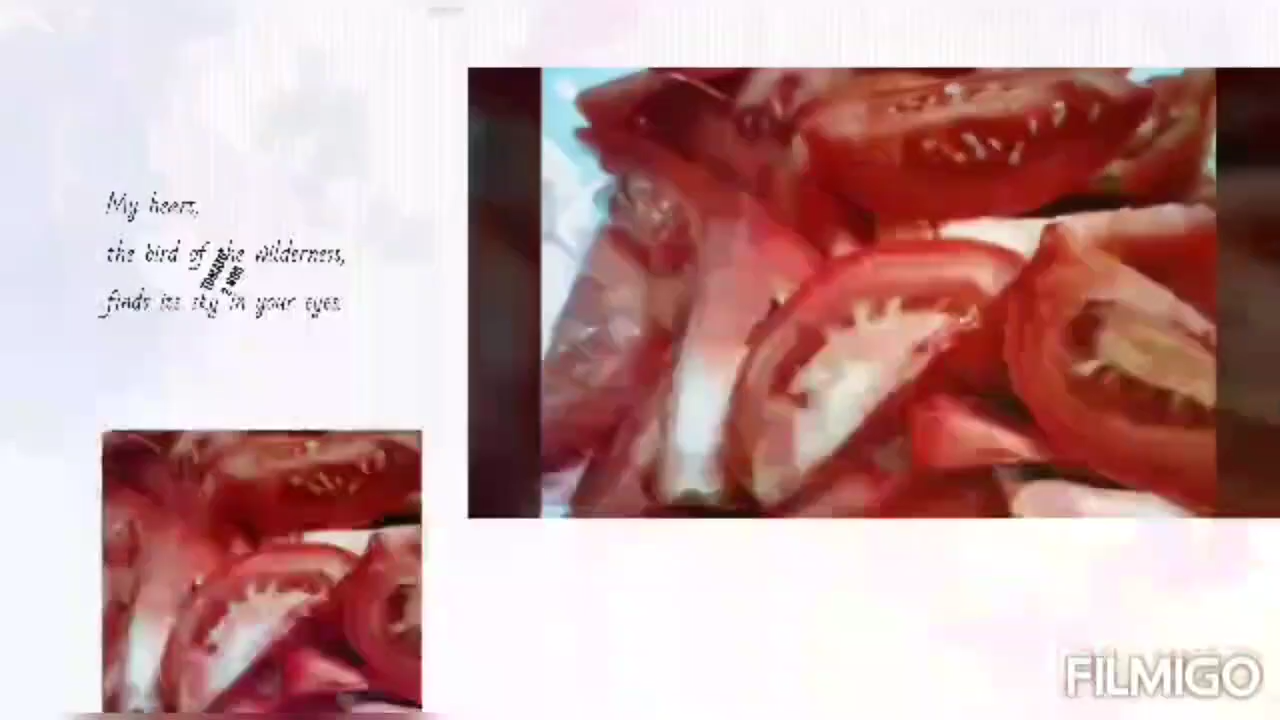 My heart,
the bird of the wilderness,
finds its sky in your eyes.
FILMIGO